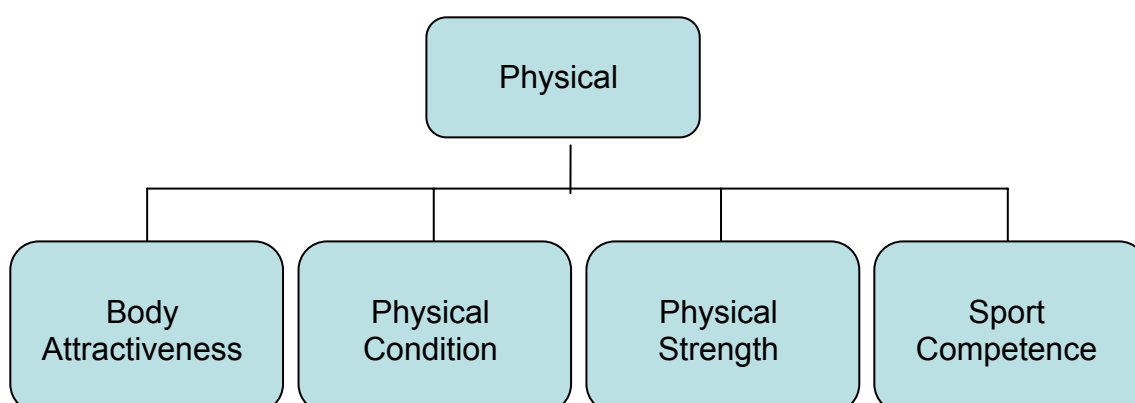 Physical
Body
Attractiveness
Physical
Condition
Physical
Strength
Sport
Competence